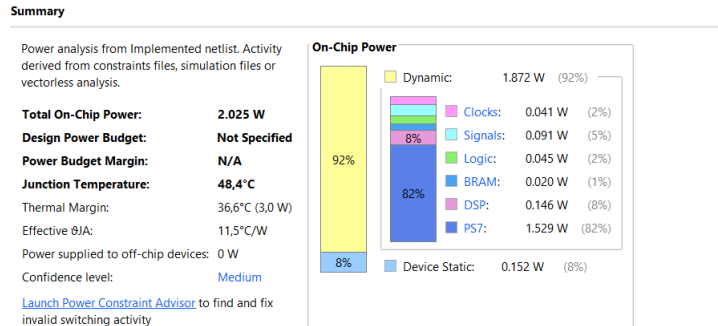 Summary
Power analysis from Implemented netlist. Activity
derived from constraints files, simulation files or
vectorless analysis.
Total On-Chip Power: 2.025 W
Design Power Budget: Not Specified
Power Budget Margin: N/A
Junction Temperature: 48,4°C
Thermal Margin: 36,6°C (3,0 W)
Effective ϑJA: 11,5°C/W
Power supplied to off-chip devices: 0 W
Confidence level: Medium
Launch Power Constraint Advisor to find and fix
invalid switching activity
On-Chip Power
92%
8%
Dynamic: 1.872 W (92%)
8%
82%
Clocks: 0.041 W (2%)
Signals: 0.091 W (5%)
Logic: 0.045 W (2%)
BRAM: 0.020 W (1%)
DSP: 0.146 W (8%)
PS7: 1.529 W (82%)
Device Static: 0.152 W (8%)